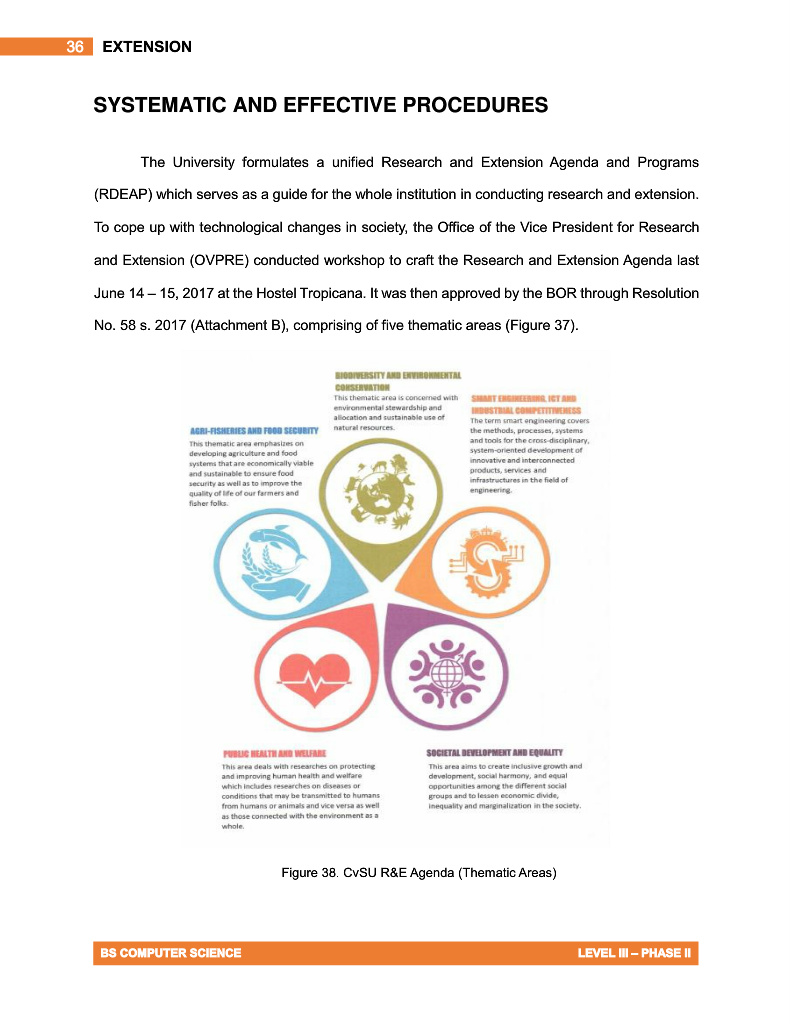 36 EXTENSION
SYSTEMATIC AND EFFECTIVE PROCEDURES
The University formulates a unified Research and Extension Agenda and Programs
(RDEAP) which serves as a guide for the whole institution in conducting research and extension.
To cope up with technological changes in society, the Office of the Vice President for Research
and Extension (OVPRE) conducted workshop to craft the Research and Extension Agenda last
June 14 – 15, 2017 at the Hostel Tropicana. It was then approved by the BOR through Resolution
No. 58 s. 2017 (Attachment B), comprising of five thematic areas (Figure 37).
BIODIVERSITY AND ENVIRONMENTAL
CONSERVATION
This thematic area is concerned with
environmental stewardship and
allocation and sustainable use of
natural resources.
SMART ENGINEERING, ICT AND
INDUSTRIAL COMPETITIVENESS
The term smart engineering covers
the methods, processes, systems
and tools for the cross-disciplinary,
system-oriented development of
innovative and interconnected
products, services and
infrastructures in the field of
engineering.
AGRI-FISHERIES AND FOOD SECURITY
This thematic area emphasizes on
developing agriculture and food
systems that are economically viable
and sustainable to ensure food
security as well as to improve the
quality of life of our farmers and
fisher folks.
PUBLIC HEALTH AND WELFARE
This area deals with researches on protecting
and improving human health and welfare
which includes researches on diseases or
conditions that may be transmitted to humans
from humans or animals and vice versa as well
as those connected with the environment as a
whole.
SOCIETAL DEVELOPMENT AND EQUALITY
This area aims to create inclusive growth and
development, social harmony, and equal
opportunities among the different social
groups and to lessen economic divide,
inequality and marginalization in the society.
Figure 38. CvSU R&E Agenda (Thematic Areas)
BS COMPUTER SCIENCE
LEVEL III – PHASE II